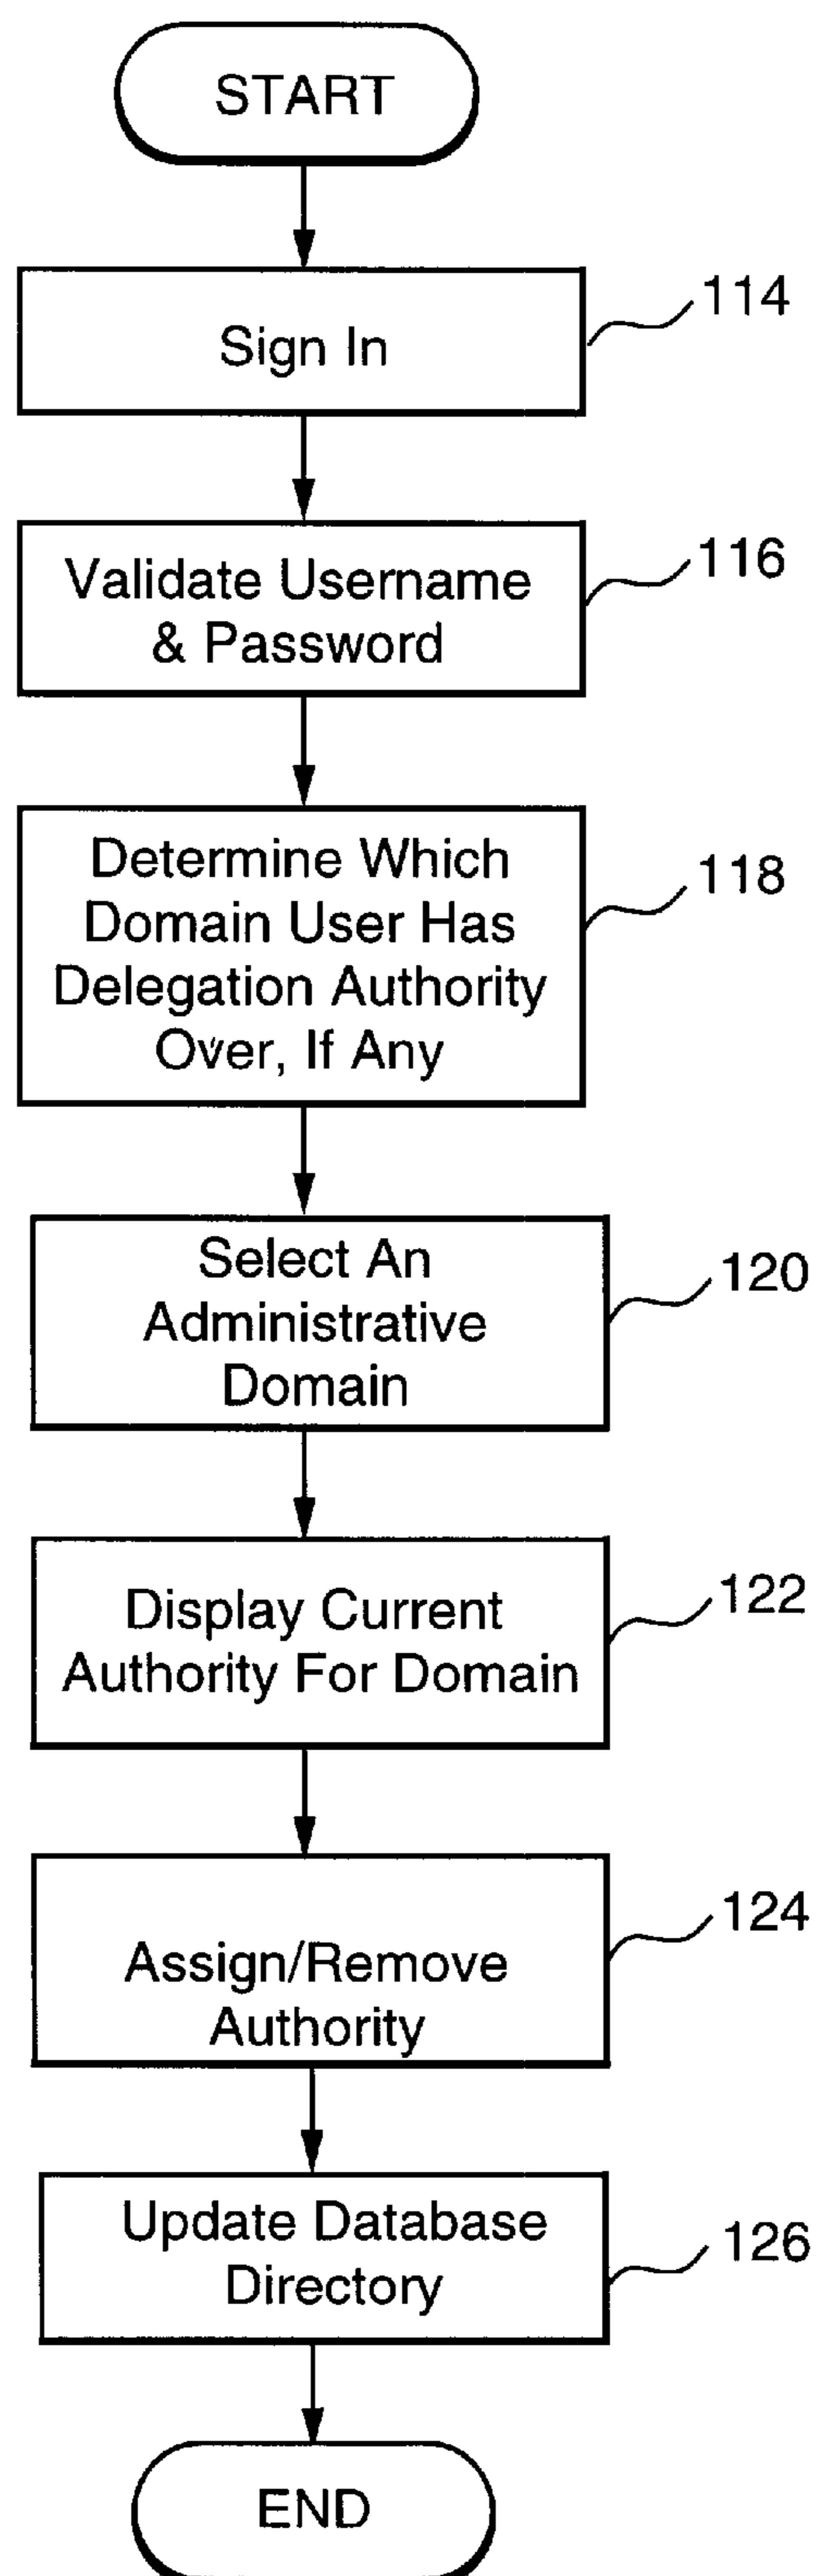 START
Sign In
114
Validate Username
& Password
116
Determine Which
Domain User Has
Delegation Authority
Over, If Any
118
Select An
Administrative
Domain
120
Display Current
Authority For Domain
122
Assign/Remove
Authority
124
Update Database
Directory
126
END